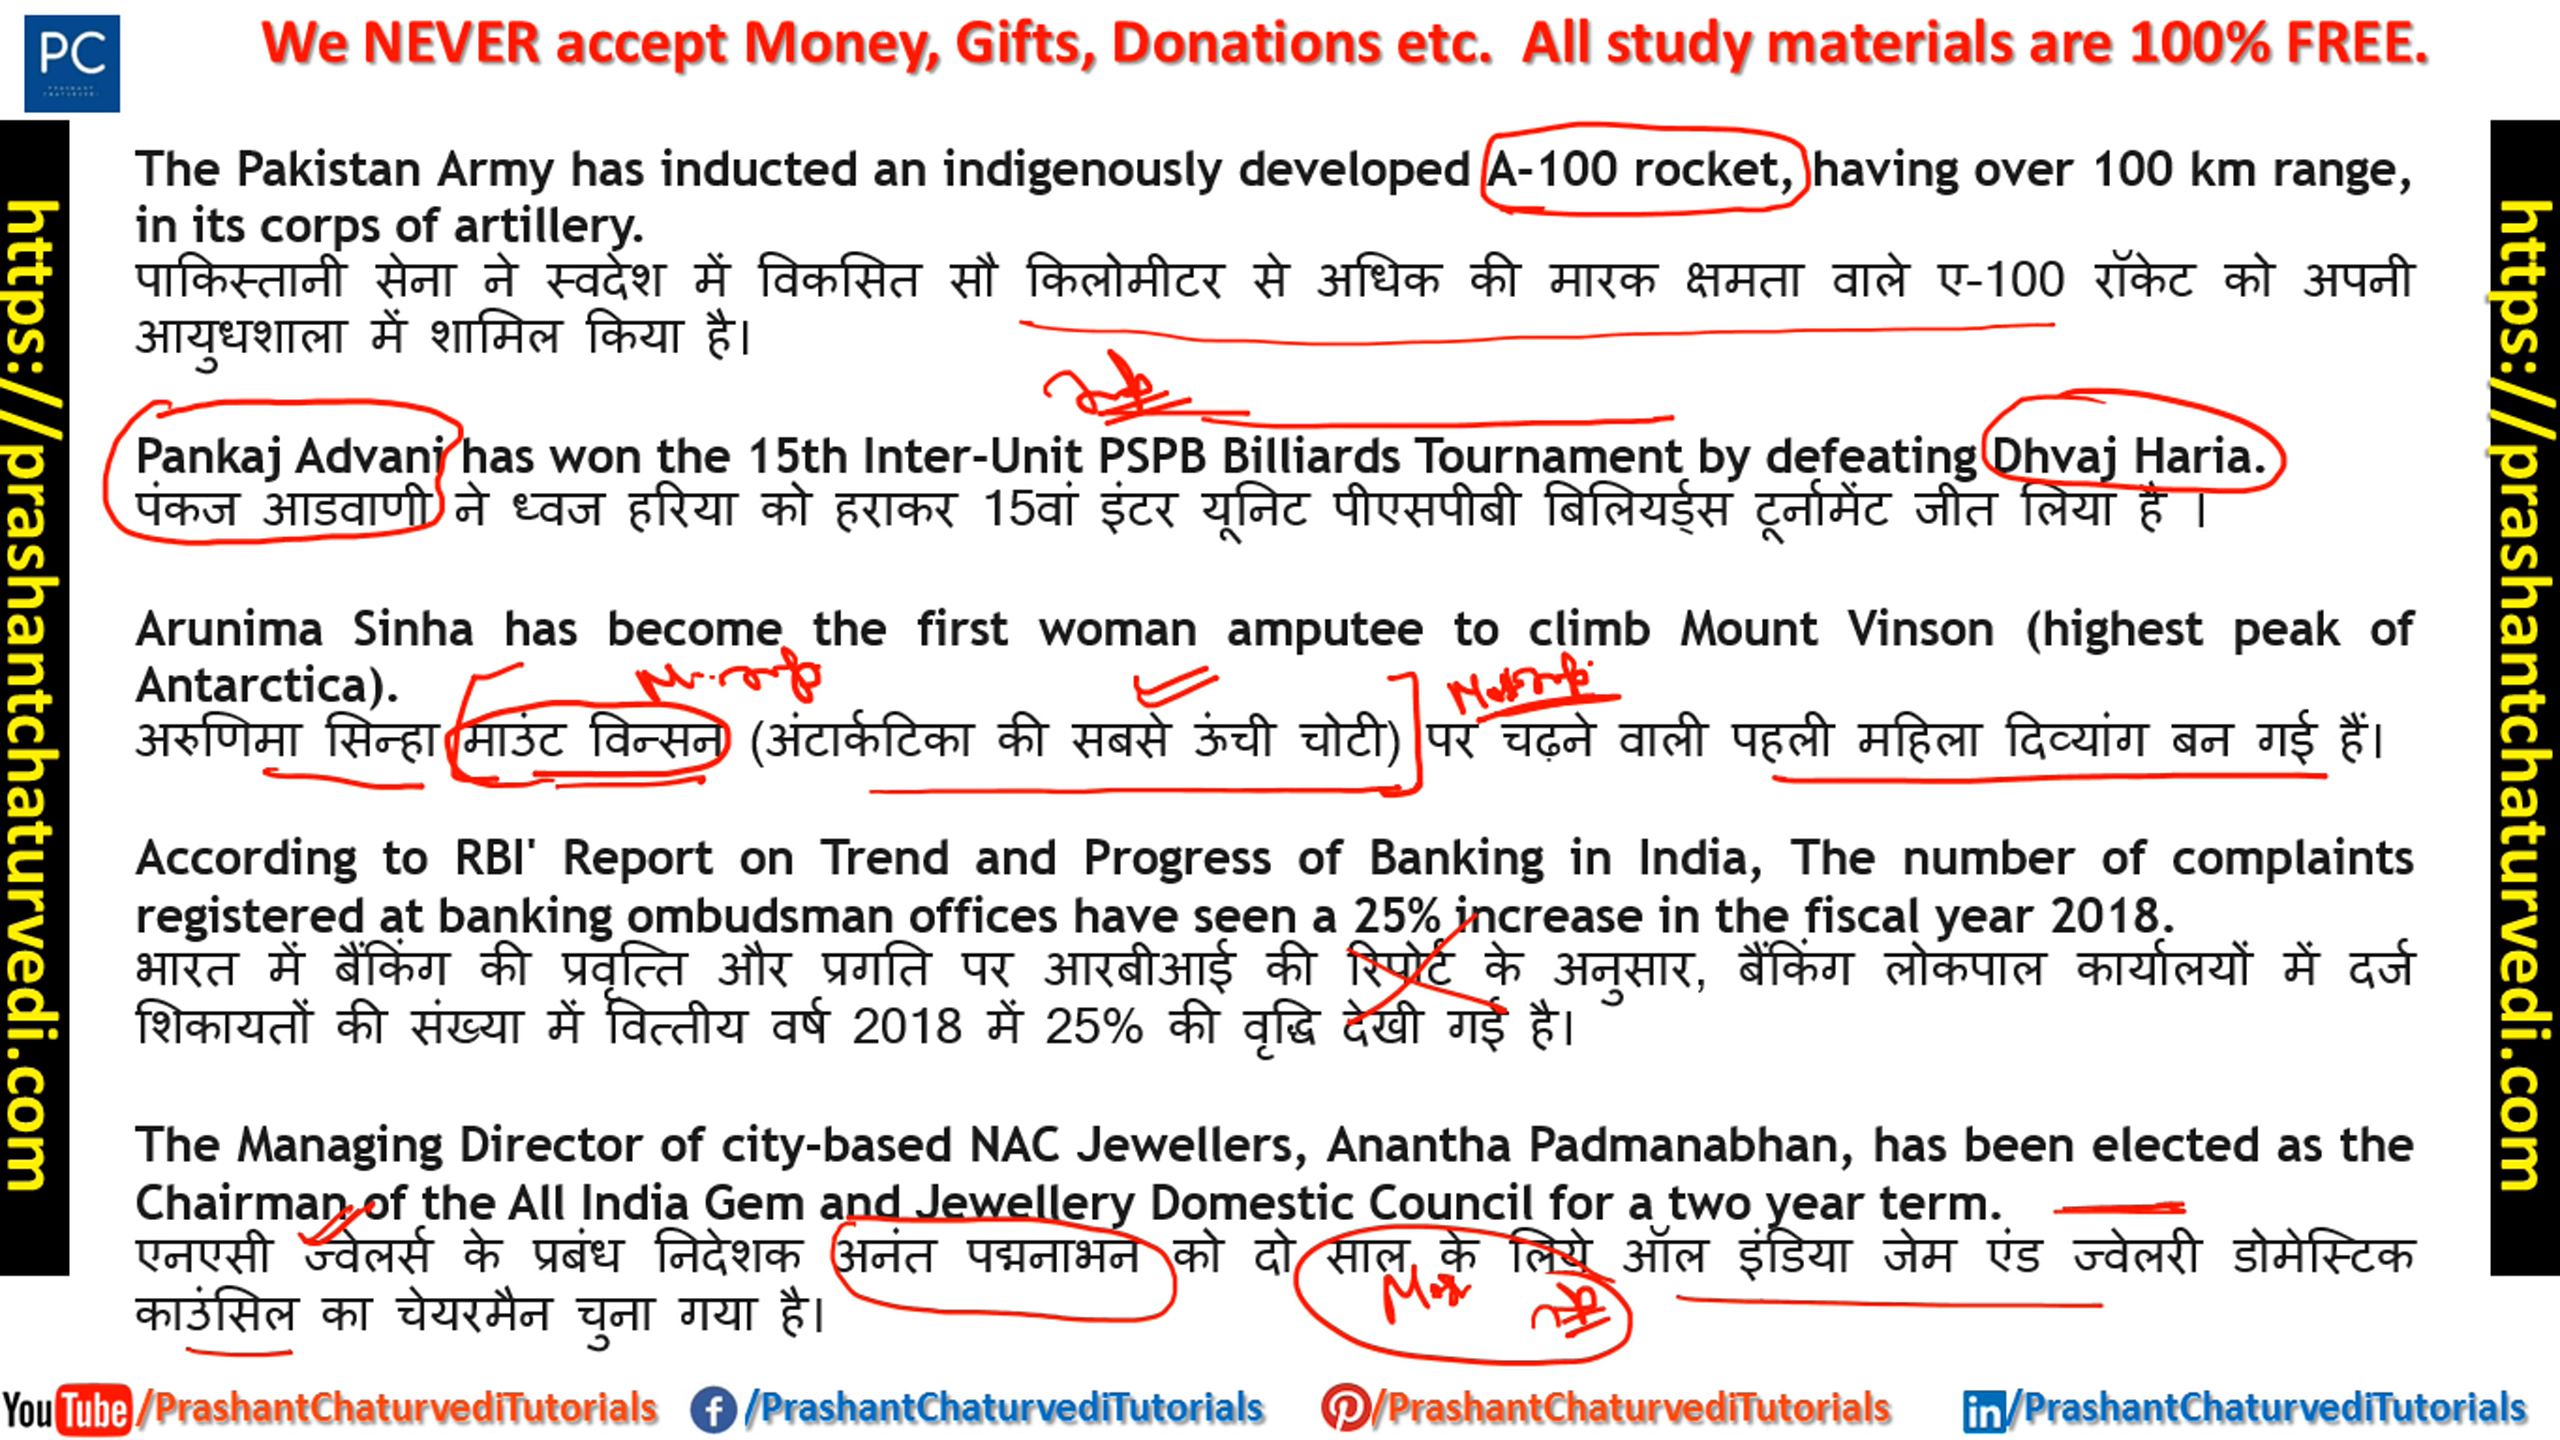 PC
PRASHANT
CHATURVEDI
We NEVER accept Money, Gifts, Donations etc. All study materials are 100% FREE.
https://prashantchaturvedi.com
The Pakistan Army has inducted an indigenously developed A-100 rocket, having over 100 km range,
in its corps of artillery.
पाकिस्तानी सेना ने स्वदेश में विकसित सौ किलोमीटर से अधिक की मारक क्षमता वाले ए-100 रॉकेट को अपनी
आयुधशाला में शामिल किया है।
Pankaj Advani has won the 15th Inter-Unit PSPB Billiards Tournament by defeating Dhvaj Haria.
पंकज आडवाणी ने ध्वज हरिया को हराकर 15वां इंटर यूनिट पीएसपीबी बिलियर्ड्स टूर्नामेंट जीत लिया है ।
Arunima Sinha has become the first woman amputee to climb Mount Vinson (highest peak of
Antarctica).
अरुणिमा सिन्हा माउंट विन्सन (अंटार्कटिका की सबसे ऊंची चोटी) पर चढ़ने वाली पहली महिला दिव्यांग बन गई हैं।
According to RBI' Report on Trend and Progress of Banking in India, The number of complaints
registered at banking ombudsman offices have seen a 25% increase in the fiscal year 2018.
भारत में बैंकिंग की प्रवृत्ति और प्रगति पर आरबीआई की रिपोर्ट के अनुसार, बैंकिंग लोकपाल कार्यालयों में दर्ज
शिकायतों की संख्या में वित्तीय वर्ष 2018 में 25% की वृद्धि देखी गई है।
The Managing Director of city-based NAC Jewellers, Anantha Padmanabhan, has been elected as the
Chairman of the All India Gem and Jewellery Domestic Council for a two year term.
एनएसी ज्वेलर्स के प्रबंध निदेशक अनंत पद्मनाभन को दो साल के लिये ऑल इंडिया जेम एंड ज्वेलरी डोमेस्टिक
काउंसिल का चेयरमैन चुना गया है।
https://prashantchaturvedi.com
YouTube/PrashantChaturvediTutorials f/PrashantChaturvediTutorials /PrashantChaturvediTutorials in/PrashantChaturvediTutorials